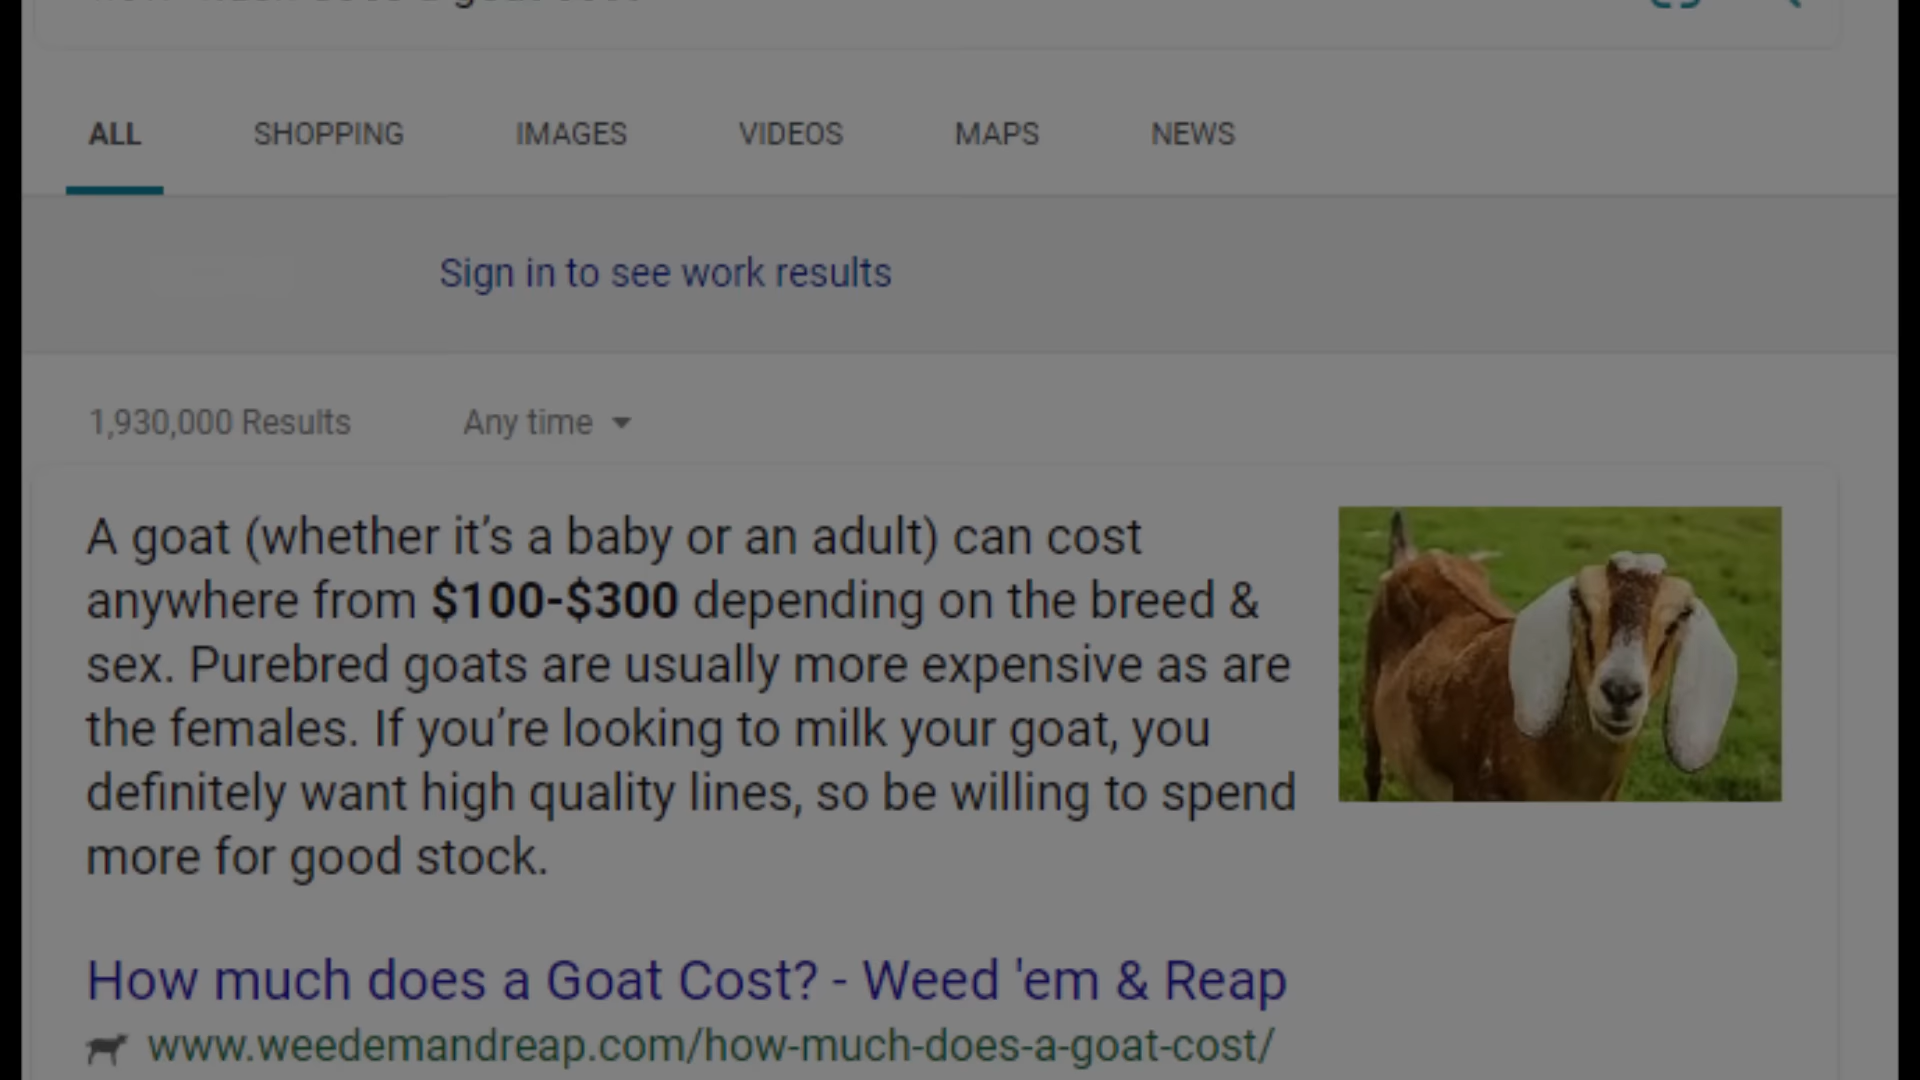 ALL SHOPPING IMAGES VIDEOS MAPS NEWS
Sign in to see work results
1,930,000 Results Any time
A goat (whether it’s a baby or an adult) can cost
anywhere from $100-$300 depending on the breed &
sex. Purebred goats are usually more expensive as are
the females. If you’re looking to milk your goat, you
definitely want high quality lines, so be willing to spend
more for good stock.
How much does a Goat Cost? - Weed 'em & Reap
www.weedemandreap.com/how-much-does-a-goat-cost/